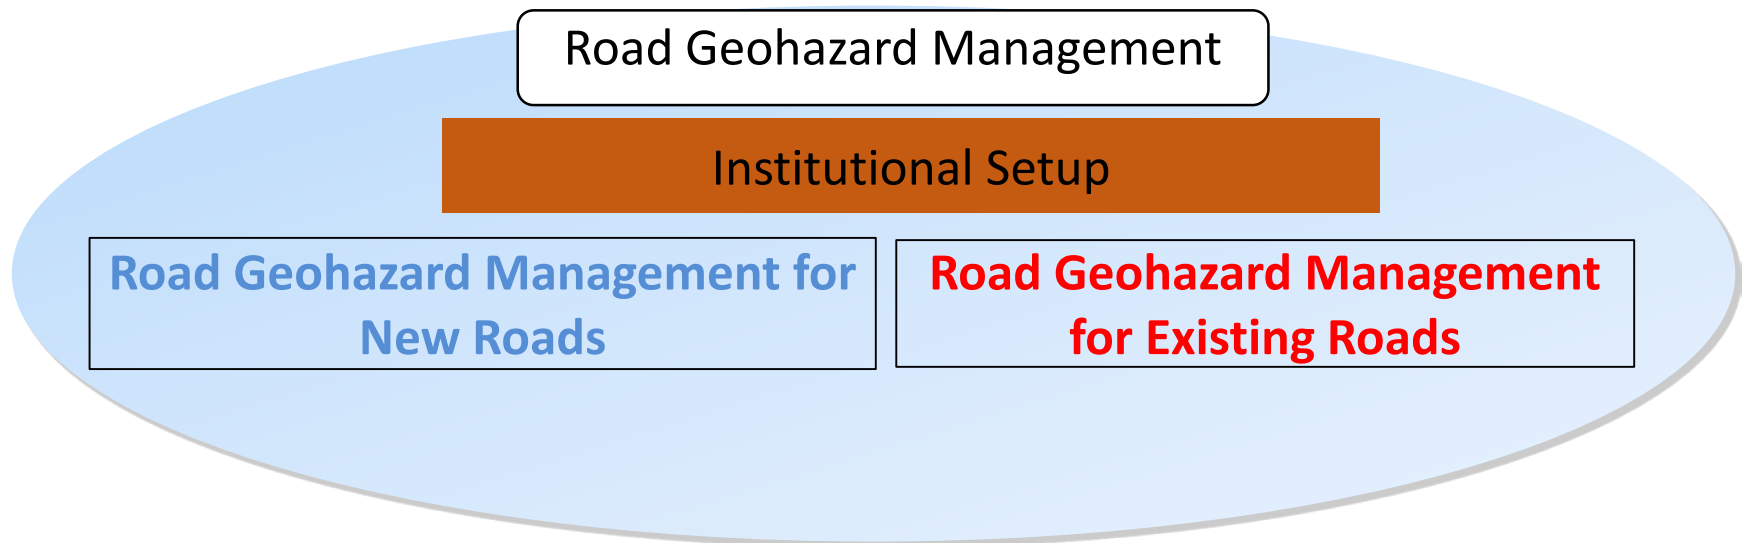 Road Geohazard Management
Institutional Setup
Road Geohazard Management for
New Roads
Road Geohazard Management
for Existing Roads